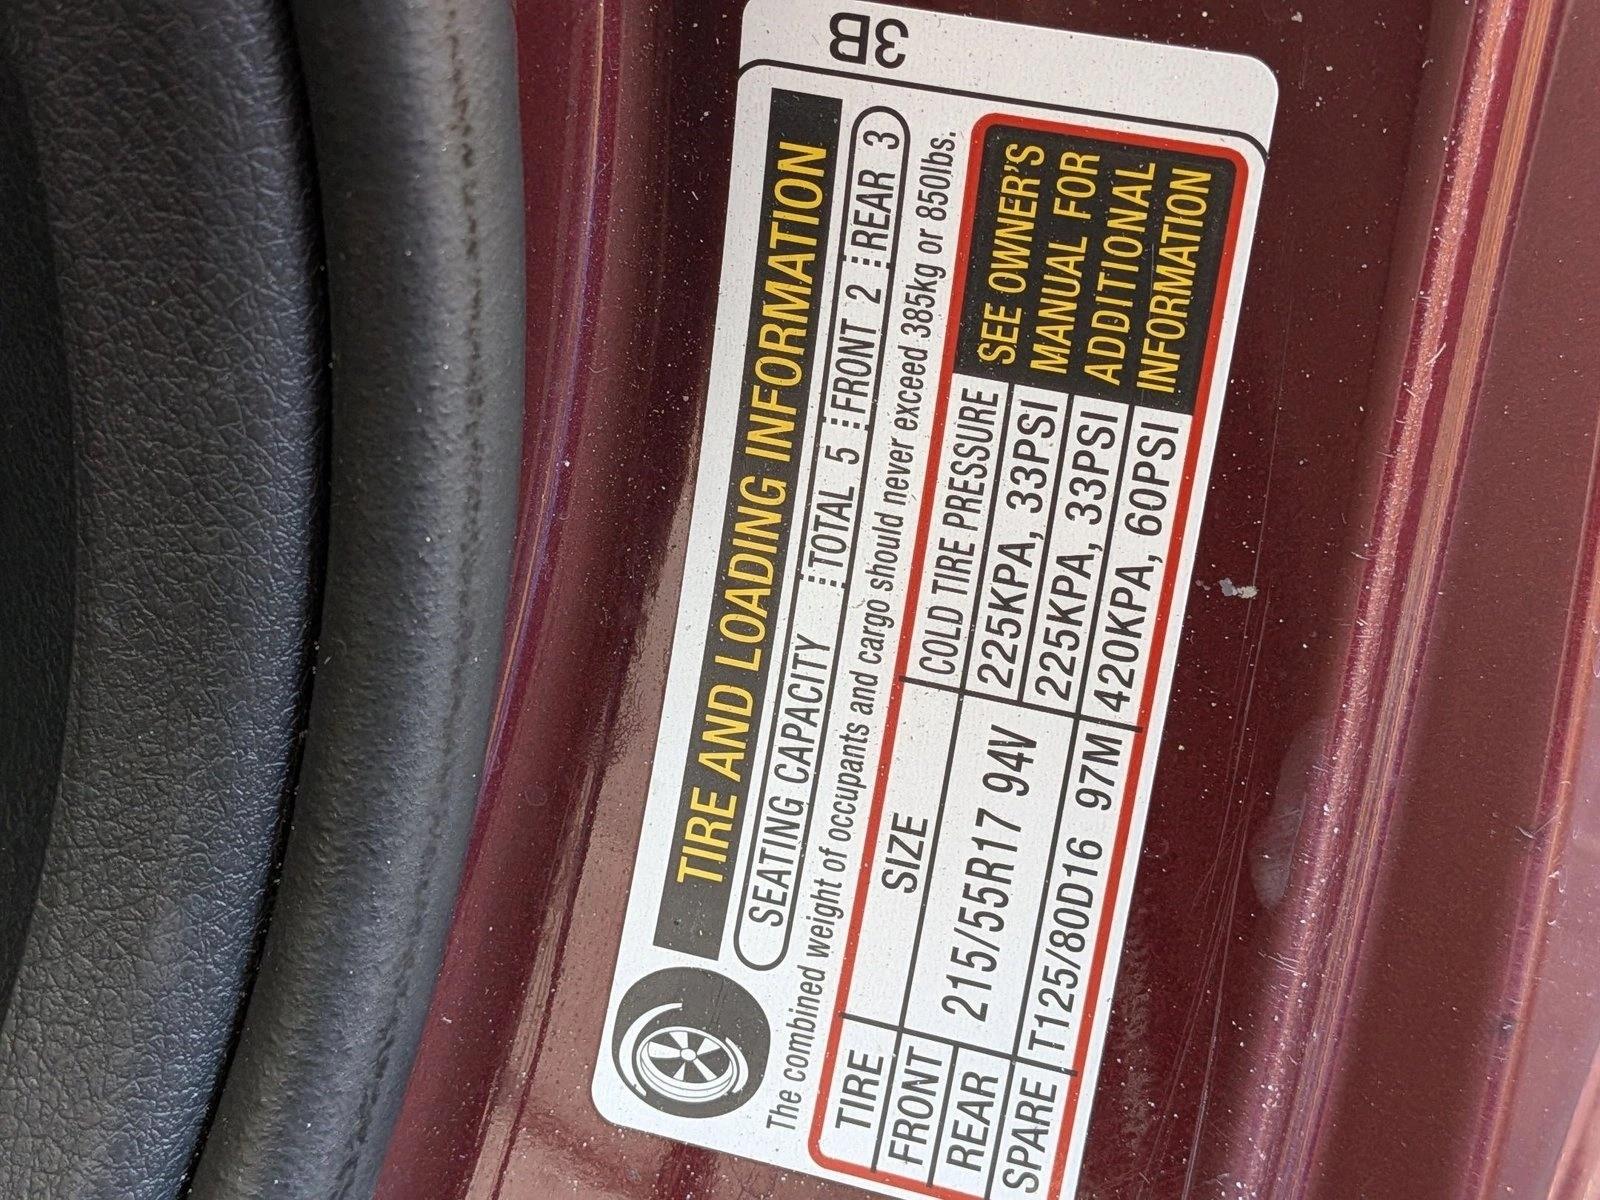 3B
TIRE AND LOADING INFORMATION
SEATING CAPACITY TOTAL 5 FRONT 2 REAR 3
The combined weight of occupants and cargo should never exceed 385kg or 850lbs.
TIRE SIZE COLD TIRE PRESSURE
FRONT 215/55R17 94V 225KPA, 33PSI
REAR 225KPA, 33PSI
SPARE T125/80D16 97M 420KPA, 60PSI
SEE OWNER'S
MANUAL FOR
ADDITIONAL
INFORMATION